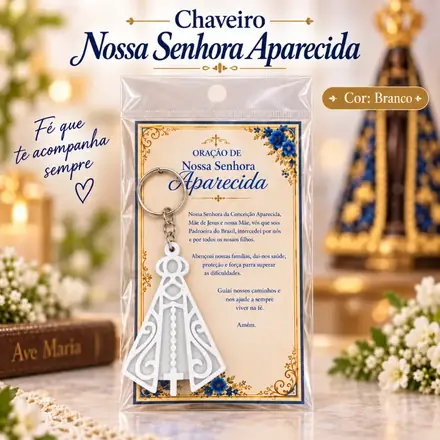 Chaveiro
Nossa Senhora Aparecida
Cor: Branco
Fé que
te acompanha
sempre
ORAÇÃO DE
Nossa Senhora
Aparecida
Nossa Senhora da Conceição Aparecida,
Mãe de Jesus e nossa Mãe, vós que sois
Padroeira do Brasil, intercedei por nós
e por todos os nossos filhos.
Abençoai nossas famílias, dai-nos saúde,
proteção e força para superar
as dificuldades.
Guiai nossos caminhos e
nos ajude a sempre
viver na fé.
Amém.
Ave Maria